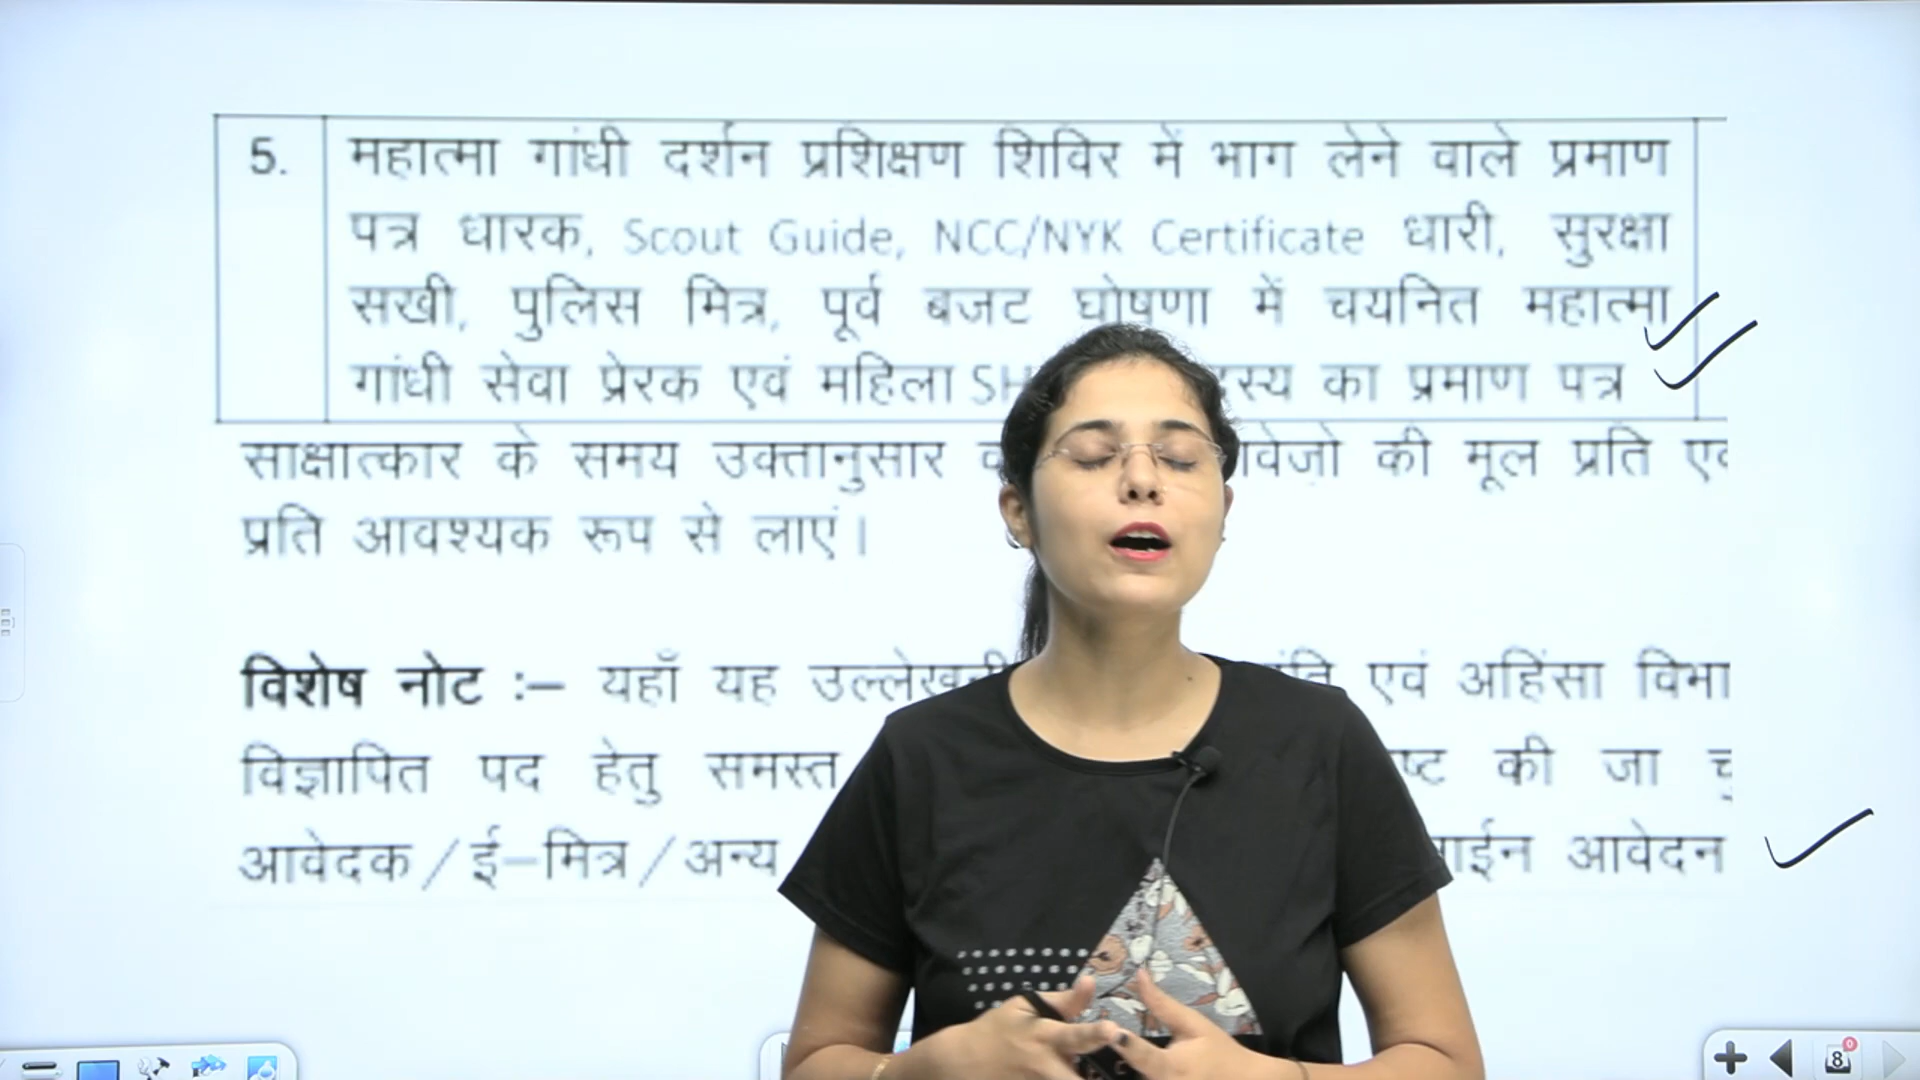 5. महात्मा गांधी दर्शन प्रशिक्षण शिविर में भाग लेने वाले प्रमाण
पत्र धारक, Scout Guide, NCC/NYK Certificate धारी, सुरक्षा
सखी, पुलिस मित्र, पूर्व बजट घोषणा में चयनित महात्मा
गांधी सेवा प्रेरक एवं महिला का प्रमाण पत्र
साक्षात्कार के समय उक्तानुसार की मूल प्रति
प्रति आवश्यक रूप से लाएं।
विशेष नोट :– यहाँ यह एवं अहिंसा
विज्ञापित पद हेतु समस्त की जा
आवेदक/ई–मित्र/अन्य आवेदन
8
0